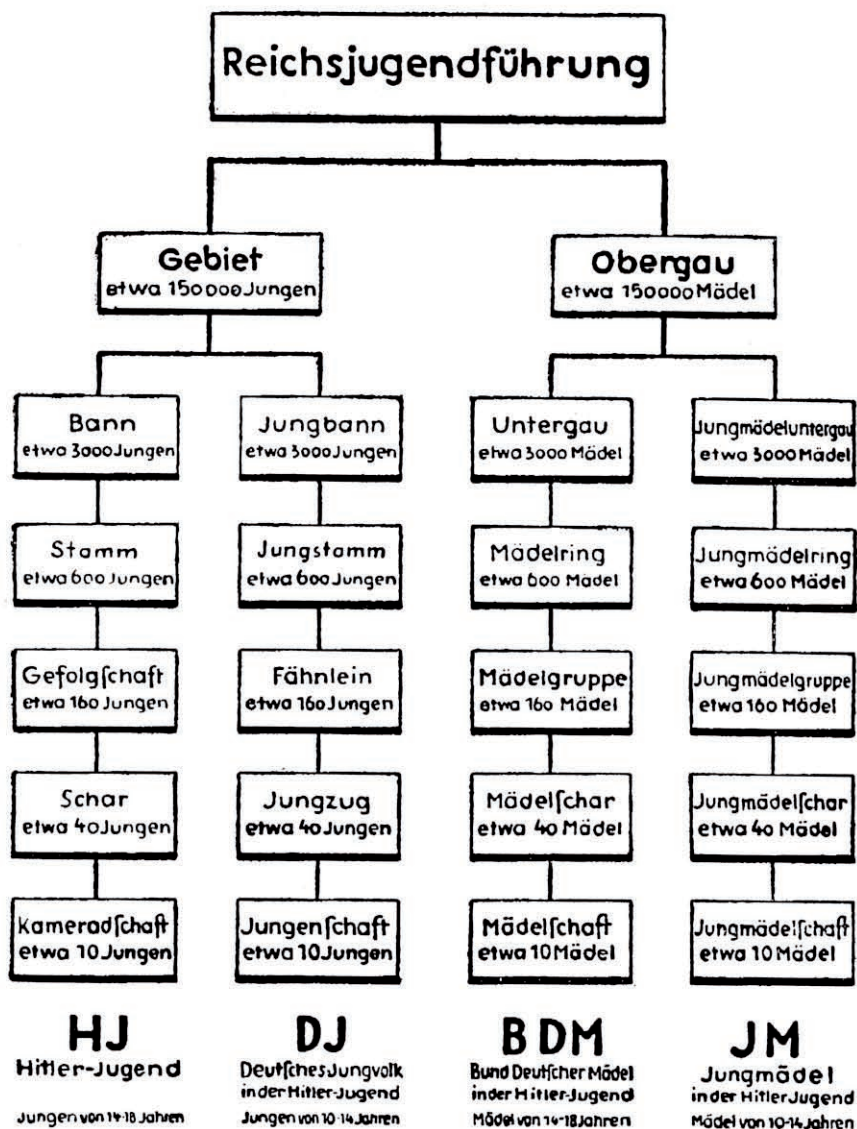 Reichsjugendführung
Gebiet
etwa 150000 Jungen
Obergau
etwa 150000 Mädel
Bann
etwa 3000 Jungen
Jungbann
etwa 3000 Jungen
Untergau
etwa 3000 Mädel
Jungmädeluntergau
etwa 3000 Mädel
Stamm
etwa 600 Jungen
Jungstamm
etwa 600 Jungen
Mädelring
etwa 600 Mädel
Jungmädelring
etwa 600 Mädel
Gefolgſchaft
etwa 160 Jungen
Fähnlein
etwa 160 Jungen
Mädelgruppe
etwa 160 Mädel
Jungmädelgruppe
etwa 160 Mädel
Schar
etwa 40 Jungen
Jungzug
etwa 40 Jungen
Mädelſchar
etwa 40 Mädel
Jungmädelſchar
etwa 40 Mädel
Kameradſchaft
etwa 10 Jungen
Jungenſchaft
etwa 10 Jungen
Mädelſchaft
etwa 10 Mädel
Jungmädelſchaft
etwa 10 Mädel
HJ
Hitler-Jugend
Jungen von 14-18 Jahren
DJ
Deutſches Jungvolk
in der Hitler-Jugend
Jungen von 10-14 Jahren
BDM
Bund Deutſcher Mädel
in der Hitler-Jugend
Mädel von 14-18 Jahren
JM
Jungmädel
in der Hitler Jugend
Mädel von 10-14 Jahren